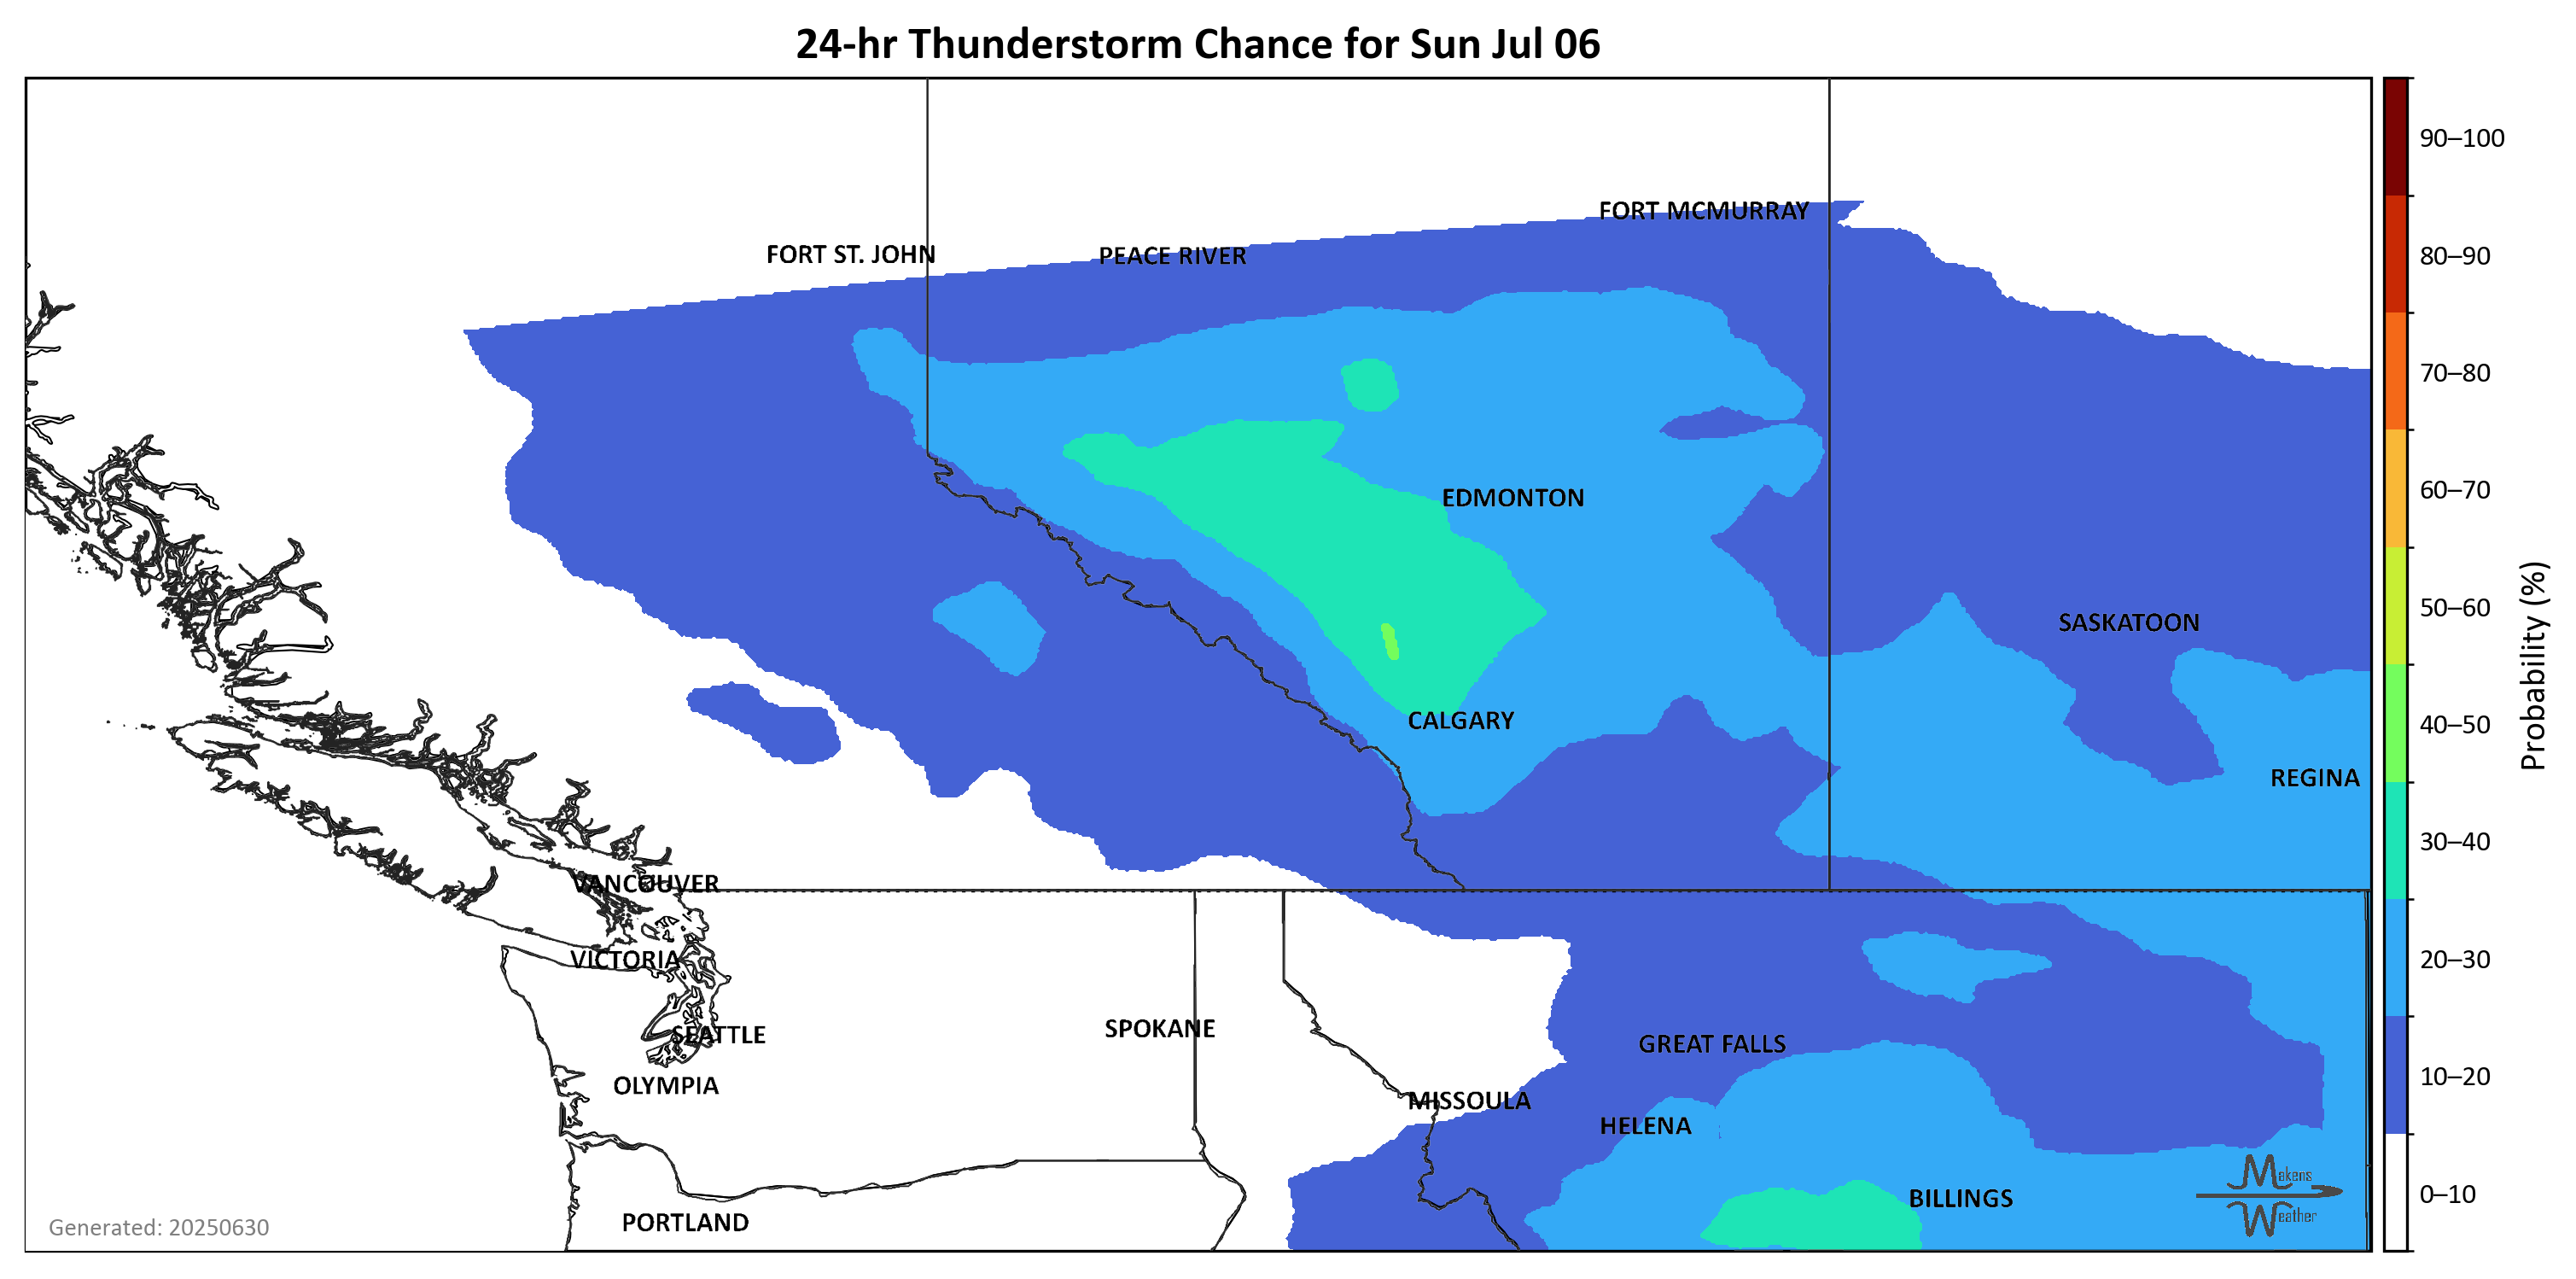 24-hr Thunderstorm Chance for Sun Jul 06
90–100
FORT MCMURRAY
FORT ST. JOHN
PEACE RIVER
80–90
70–80
60–70
EDMONTON
50–60
SASKATOON
40–50
CALGARY
REGINA
Probability (%)
30–40
VANCOUVER
20–30
VICTORIA
SPOKANE
SEATTLE
GREAT FALLS
10–20
OLYMPIA
MISSOULA
HELENA
Makens
Weather
0–10
BILLINGS
PORTLAND
Generated: 20250630